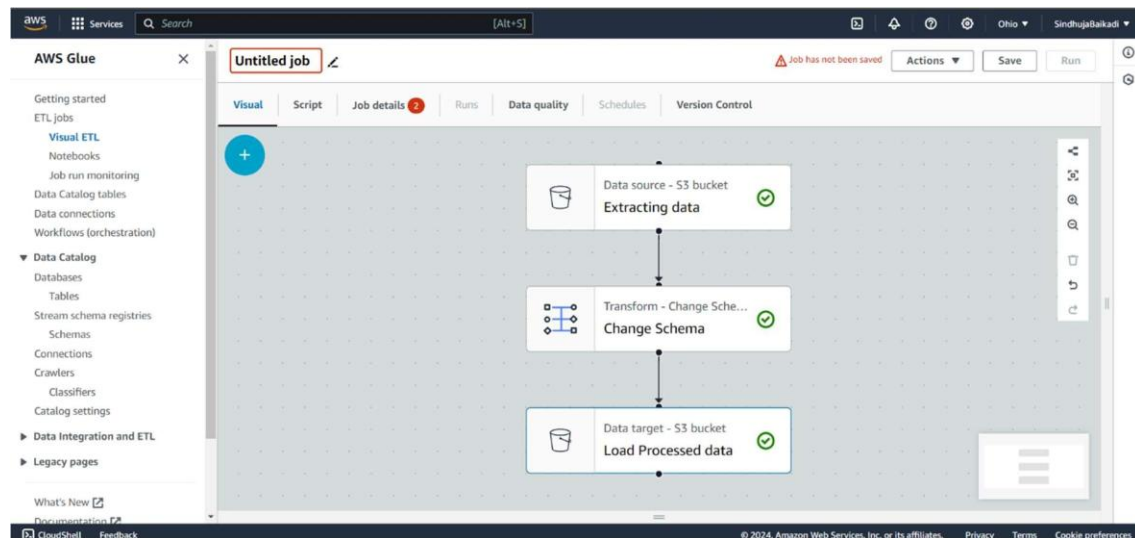 aws Services Search [Alt+S] Ohio SindhujaBaikadi
AWS Glue
Getting started
ETL jobs
Visual ETL
Notebooks
Job run monitoring
Data Catalog tables
Data connections
Workflows (orchestration)
Data Catalog
Databases
Tables
Stream schema registries
Schemas
Connections
Crawlers
Classifiers
Catalog settings
Data Integration and ETL
Legacy pages
What's New
Documentation
Untitled job
Job has not been saved Actions Save Run
Visual Script Job details 2 Runs Data quality Schedules Version Control
Data source - S3 bucket
Extracting data
Transform - Change Sche...
Change Schema
Data target - S3 bucket
Load Processed data
CloudShell Feedback © 2024, Amazon Web Services, Inc. or its affiliates. Privacy Terms Cookie preferences